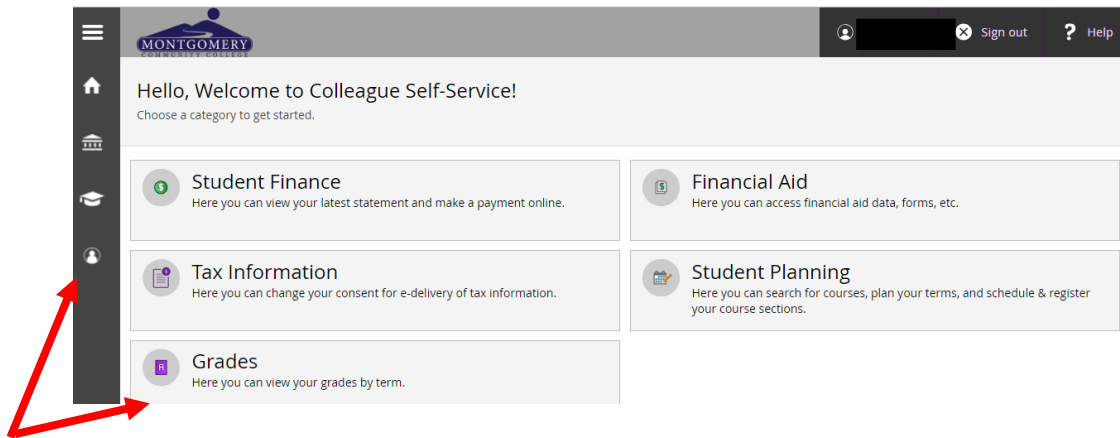 MONTGOMERY
COMMUNITY COLLEGE
Sign out
? Help
Hello, Welcome to Colleague Self-Service!
Choose a category to get started.
Student Finance
Here you can view your latest statement and make a payment online.
Financial Aid
Here you can access financial aid data, forms, etc.
Tax Information
Here you can change your consent for e-delivery of tax information.
Student Planning
Here you can search for courses, plan your terms, and schedule & register
your course sections.
Grades
Here you can view your grades by term.